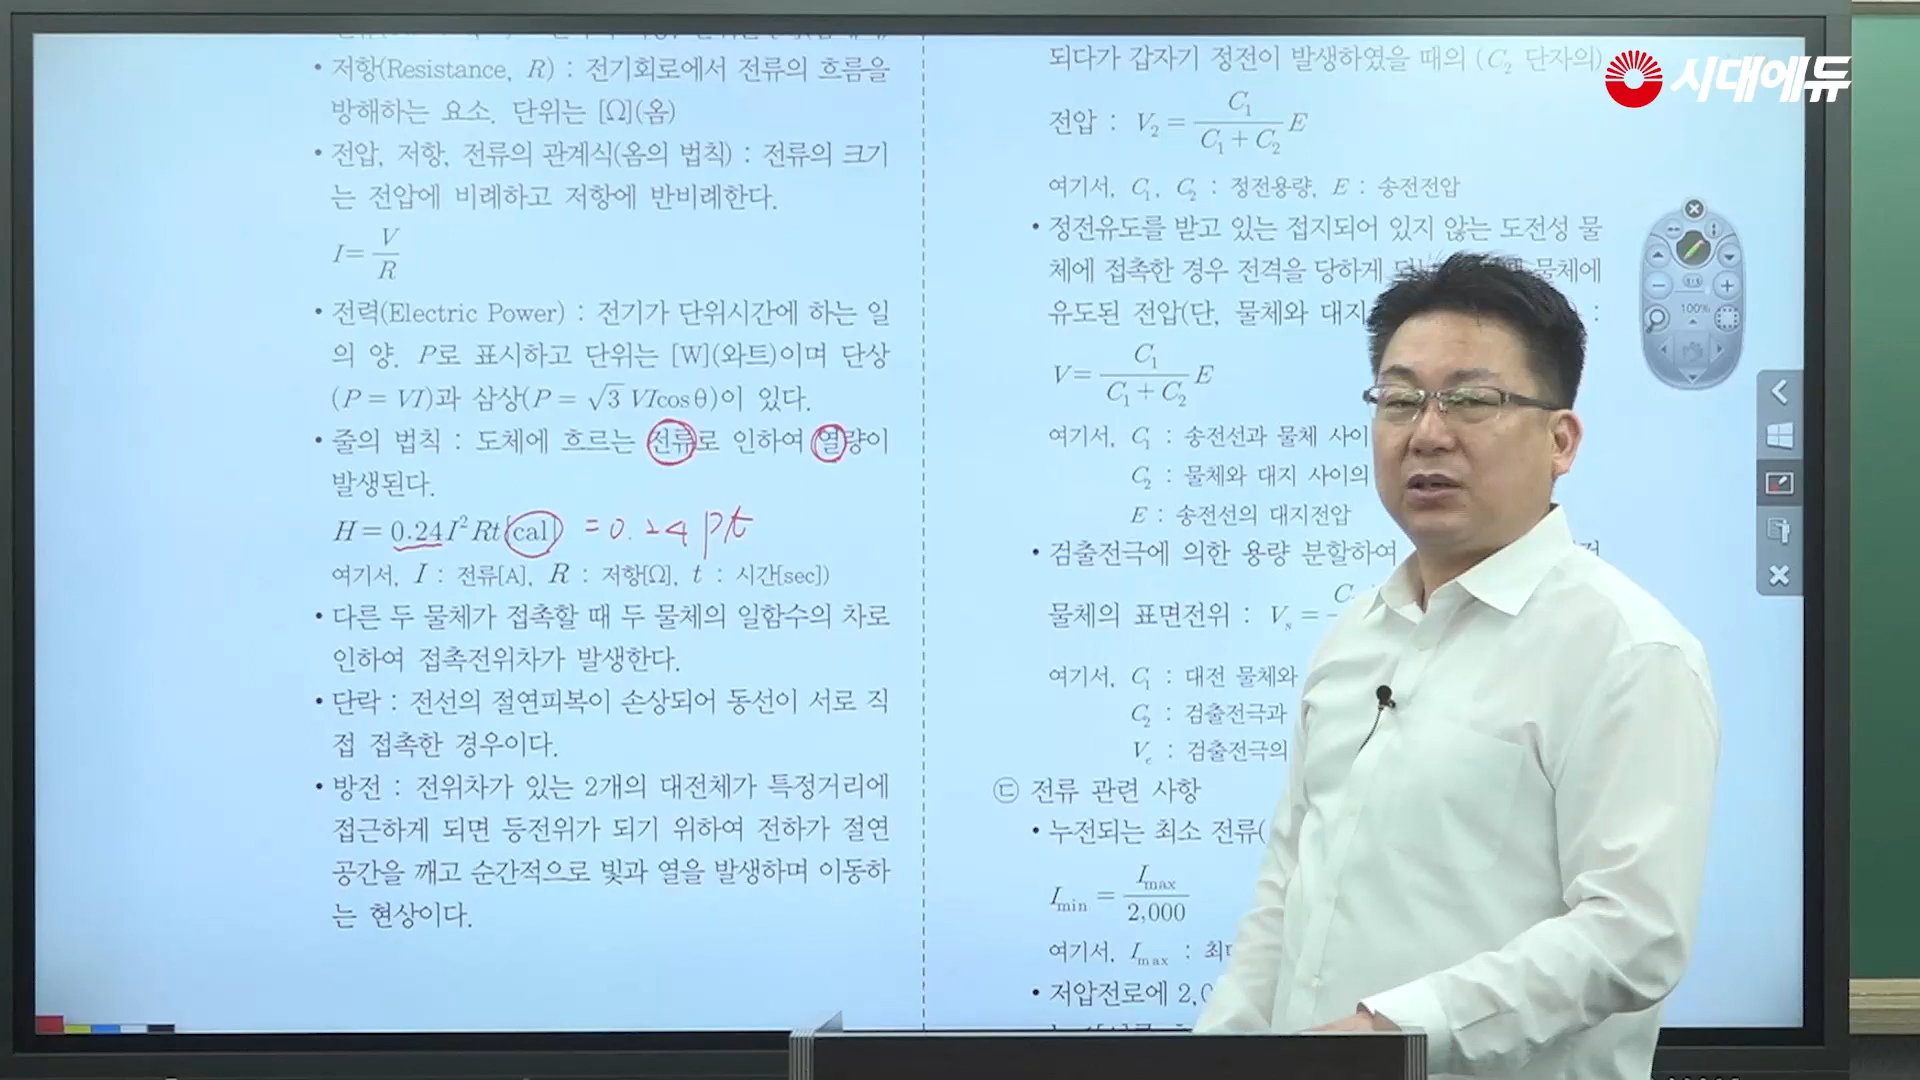 • 저항(Resistance, R) : 전기회로에서 전류의 흐름을
방해하는 요소. 단위는 [Ω](옴)
• 전압, 저항, 전류의 관계식(옴의 법칙) : 전류의 크기
는 전압에 비례하고 저항에 반비례한다.
I = V/R
• 전력(Electric Power) : 전기가 단위시간에 하는 일
의 양. P로 표시하고 단위는 [W](와트)이며 단상
(P = VI)과 삼상(P = √3 VIcosθ)이 있다.
• 줄의 법칙 : 도체에 흐르는 전류로 인하여 열량이
발생된다.
H = 0.24I²Rt[cal] = 0.24 Pt
여기서, I : 전류[A], R : 저항[Ω], t : 시간[sec])
• 다른 두 물체가 접촉할 때 두 물체의 일함수의 차로
인하여 접촉전위차가 발생한다.
• 단락 : 전선의 절연피복이 손상되어 동선이 서로 직
접 접촉한 경우이다.
• 방전 : 전위차가 있는 2개의 대전체가 특정거리에
접근하게 되면 등전위가 되기 위하여 전하가 절연
공간을 깨고 순간적으로 빛과 열을 발생하며 이동하
는 현상이다.
되다가 갑자기 정전이 발생하였을 때의 (C₂ 단자의)
전압 : V₂ = C₁/(C₁ + C₂) E
여기서, C₁, C₂ : 정전용량, E : 송전전압
• 정전유도를 받고 있는 접지되어 있지 않는 도전성 물
체에 접촉한 경우 전격을 당하게 물체에
유도된 전압(단, 물체와 대지 :
V = C₁/(C₁ + C₂) E
여기서, C₁ : 송전선과 물체 사이
C₂ : 물체와 대지 사이의
E : 송전선의 대지전압
• 검출전극에 의한 용량 분할하여
물체의 표면전위 : Vₛ =
여기서, C₁ : 대전 물체와
C₂ : 검출전극과
Vₑ : 검출전극의
㉢ 전류 관련 사항
• 누전되는 최소 전류(
Imin = Imax/2,000
여기서, Imax : 최
• 저압전로에 2,0
시대에듀
100%